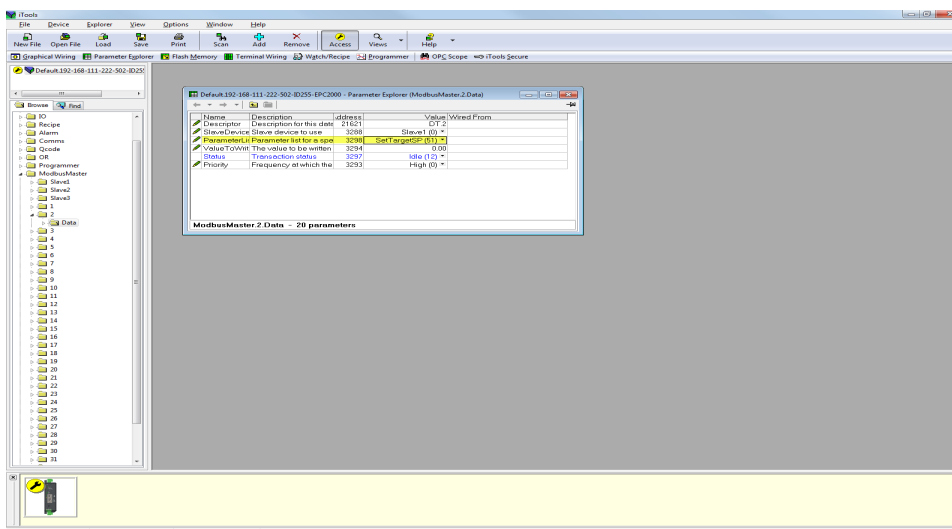 iTools
File Device Explorer View Options Window Help
New File Open File Load Save Print Scan Add Remove Access Views Help
Graphical Wiring Parameter Explorer Flash Memory Terminal Wiring Watch/Recipe Programmer OPC Scope iTools Secure
Default.192-168-111-222-502-ID255
Browse Find
IO
Recipe
Alarm
Comms
Qcode
OR
Programmer
ModbusMaster
Slave1
Slave2
Slave3
1
2
Data
3
4
5
6
7
8
9
10
11
12
13
14
15
16
17
18
19
20
21
22
23
24
25
26
27
28
29
30
31
Default.192-168-111-222-502-ID255-EPC2000 - Parameter Explorer (ModbusMaster.2.Data)
Name Description Address Value Wired From
Descriptor Description for this date 21621 DT.2
SlaveDevice Slave device to use 3288 Slave1 (0)
ParameterLis Parameter list for a spe 3298 SetTargetSP (51)
ValueToWrit The value to be written 3294 0.00
Status Transaction status 3297 Idle (12)
Priority Frequency at which the 3293 High (0)
ModbusMaster.2.Data - 20 parameters